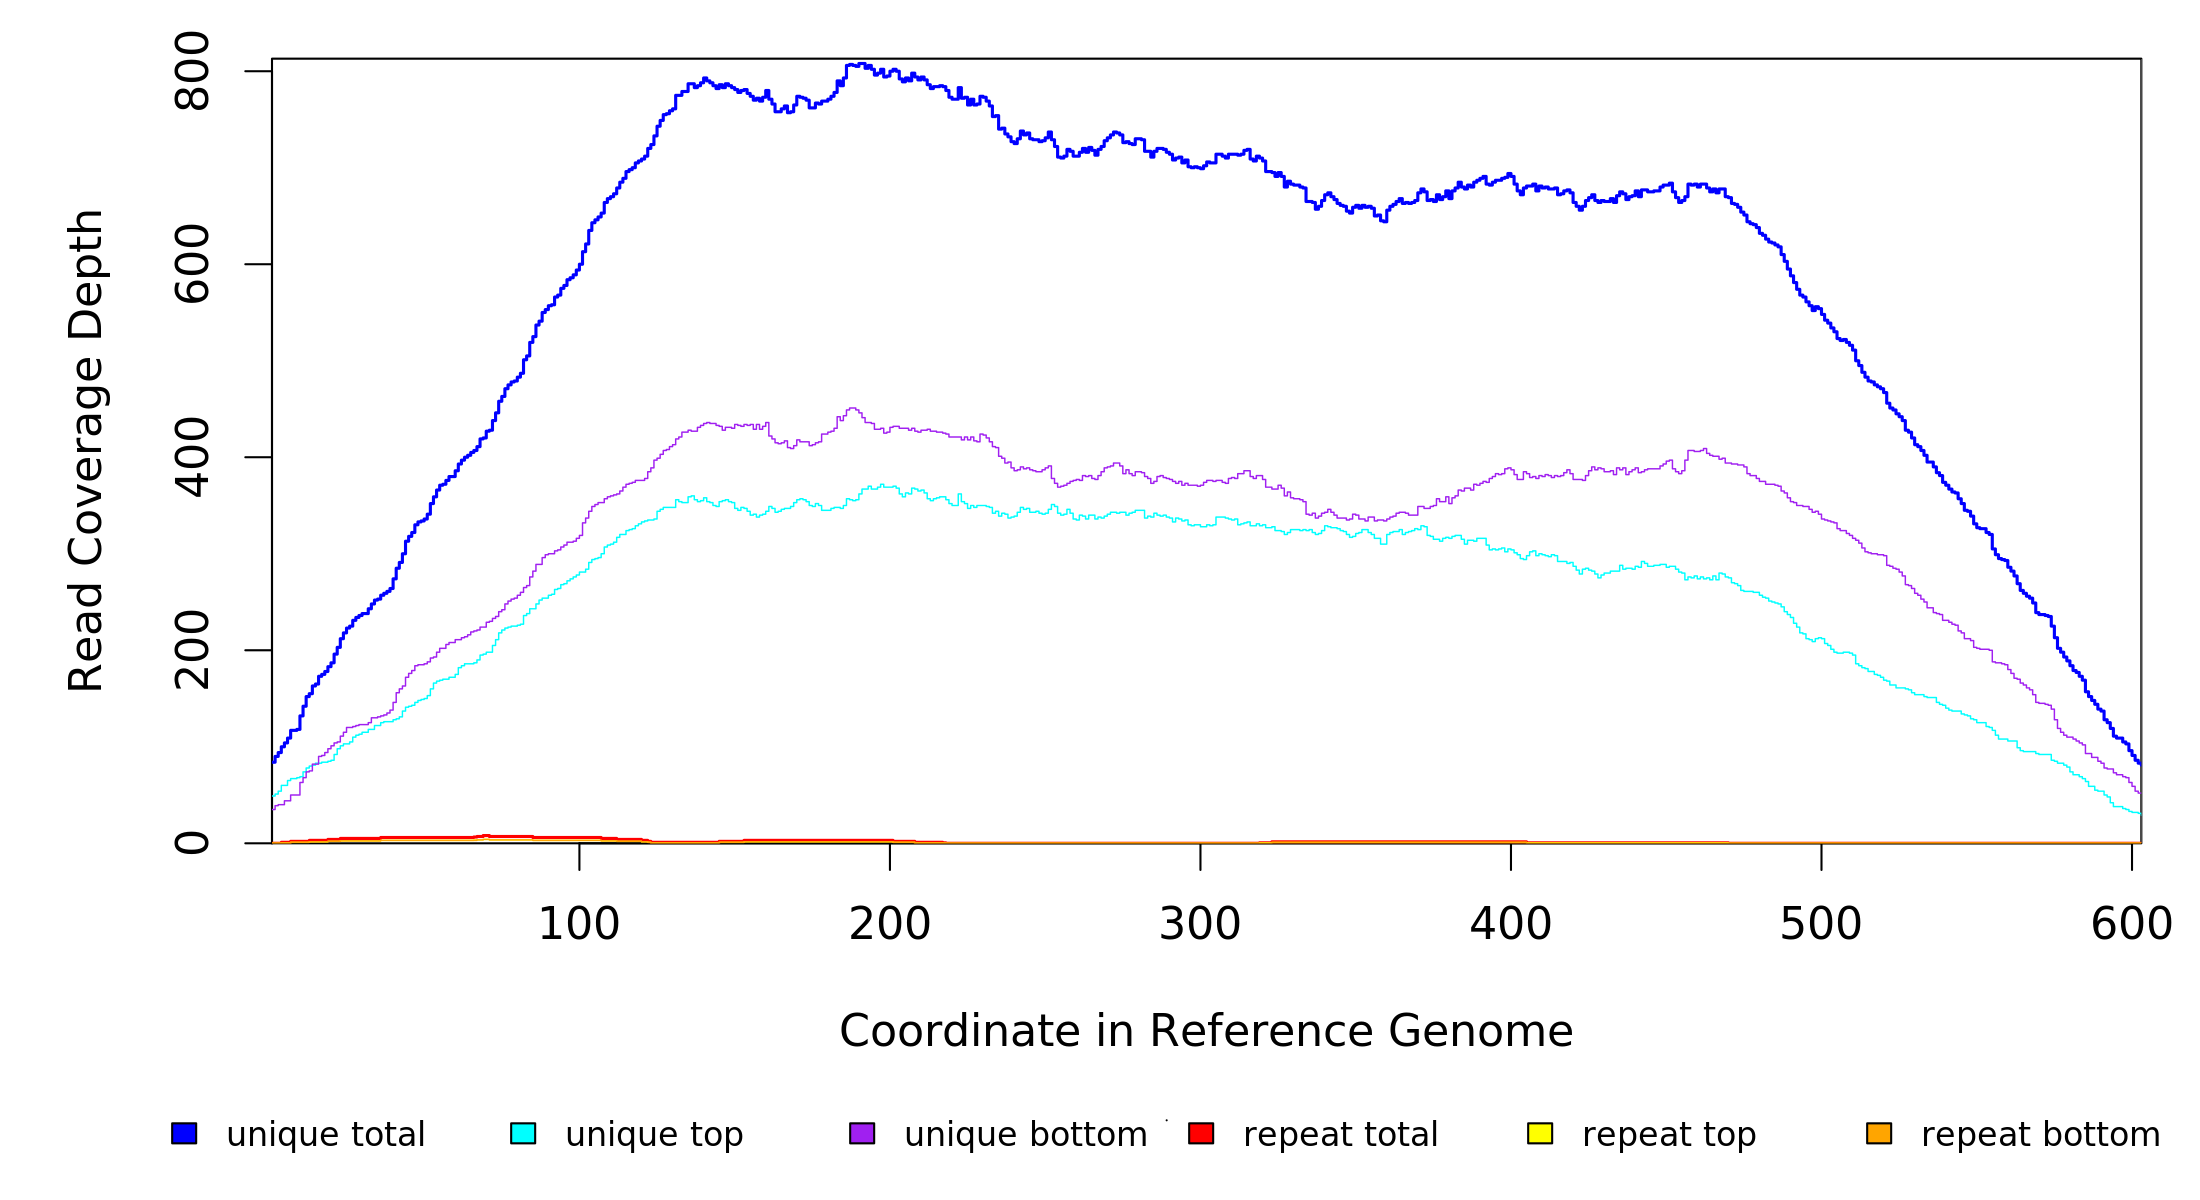 Read Coverage Depth
800
600
400
200
0
100 200 300 400 500 600
Coordinate in Reference Genome
unique total unique top unique bottom repeat total repeat top repeat bottom